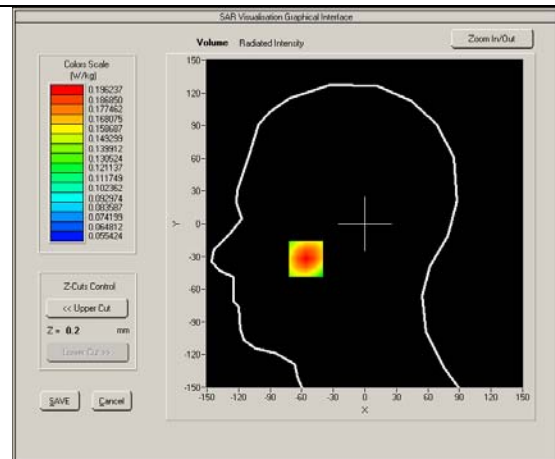 SAR Visualisation Graphical Interface
Volume Radiated Intensity
Zoom In/Out
Colors Scale
(W/kg)
0.196237
0.186850
0.177462
0.168075
0.158687
0.149299
0.139912
0.130524
0.121137
0.111749
0.102362
0.092974
0.083587
0.074199
0.064812
0.055424
Z-Cuts Control
<< Upper Cut
Z = 0.2 mm
Lower Cut >>
SAVE
Cancel
150
120
90
60
30
0
-30
-60
-90
-120
-150
Y
-150 -120 -90 -60 -30 0 30 60 90 120 150
X